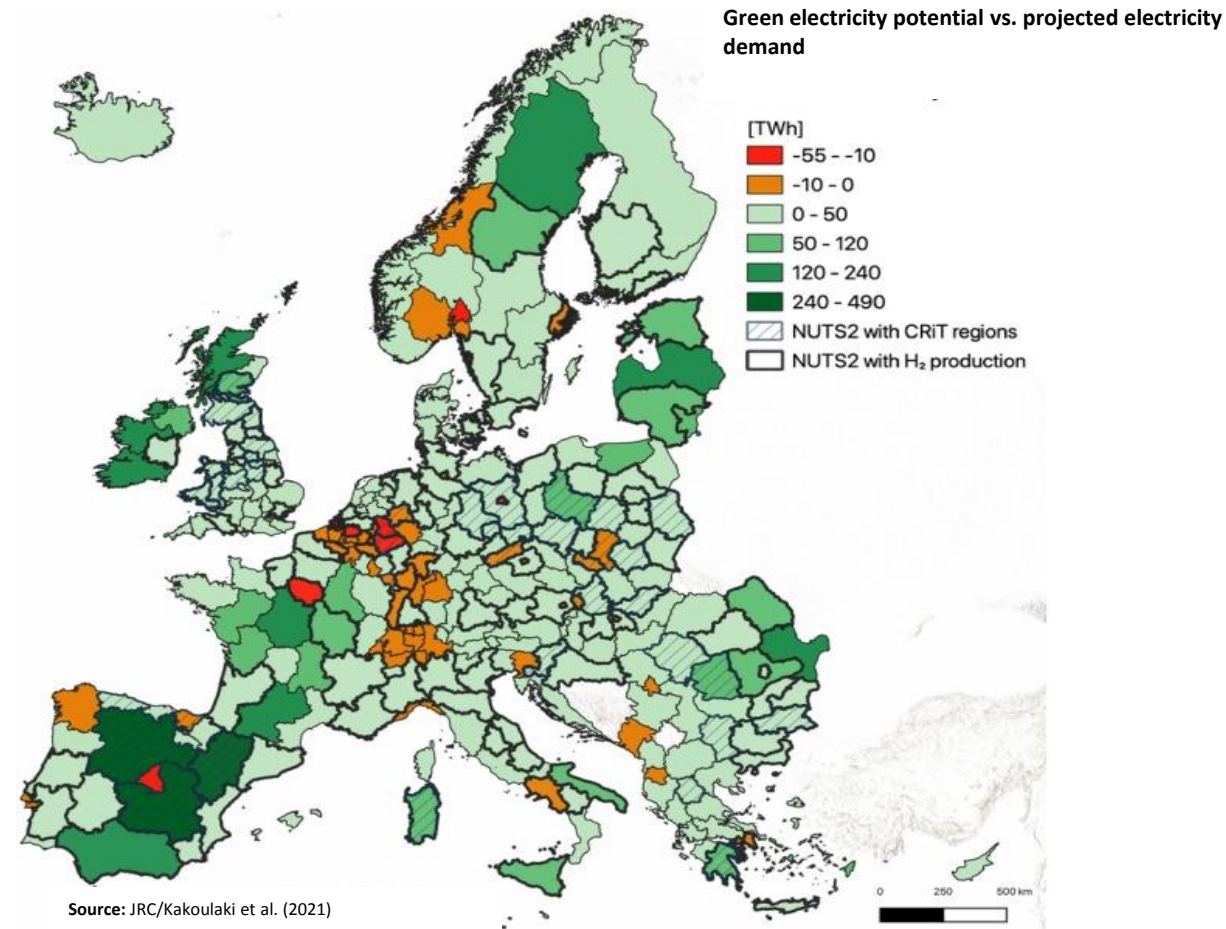 Green electricity potential vs. projected electricity
demand
[TWh]
-55 - -10
-10 - 0
0 - 50
50 - 120
120 - 240
240 - 490
NUTS2 with CRiT regions
NUTS2 with H₂ production
0 250 500 km
Source: JRC/Kakoulaki et al. (2021)